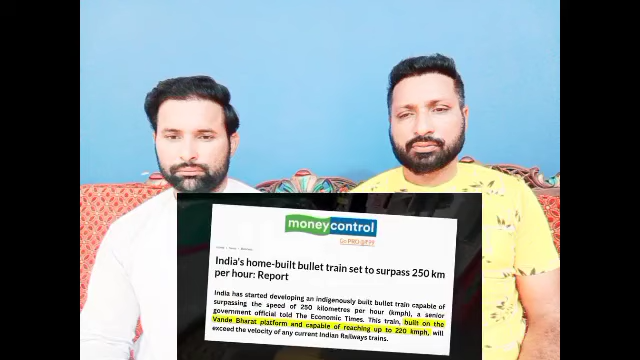 moneycontrol
India's home-built bullet train set to surpass 250 km
per hour: Report
India has started developing an indigenously built bullet train capable of
surpassing the speed of 250 kilometres per hour (kmph), a senior
government official told The Economic Times. This train, built on the
Vande Bharat platform and capable of reaching up to 220 kmph, will
exceed the velocity of any current Indian Railways trains.